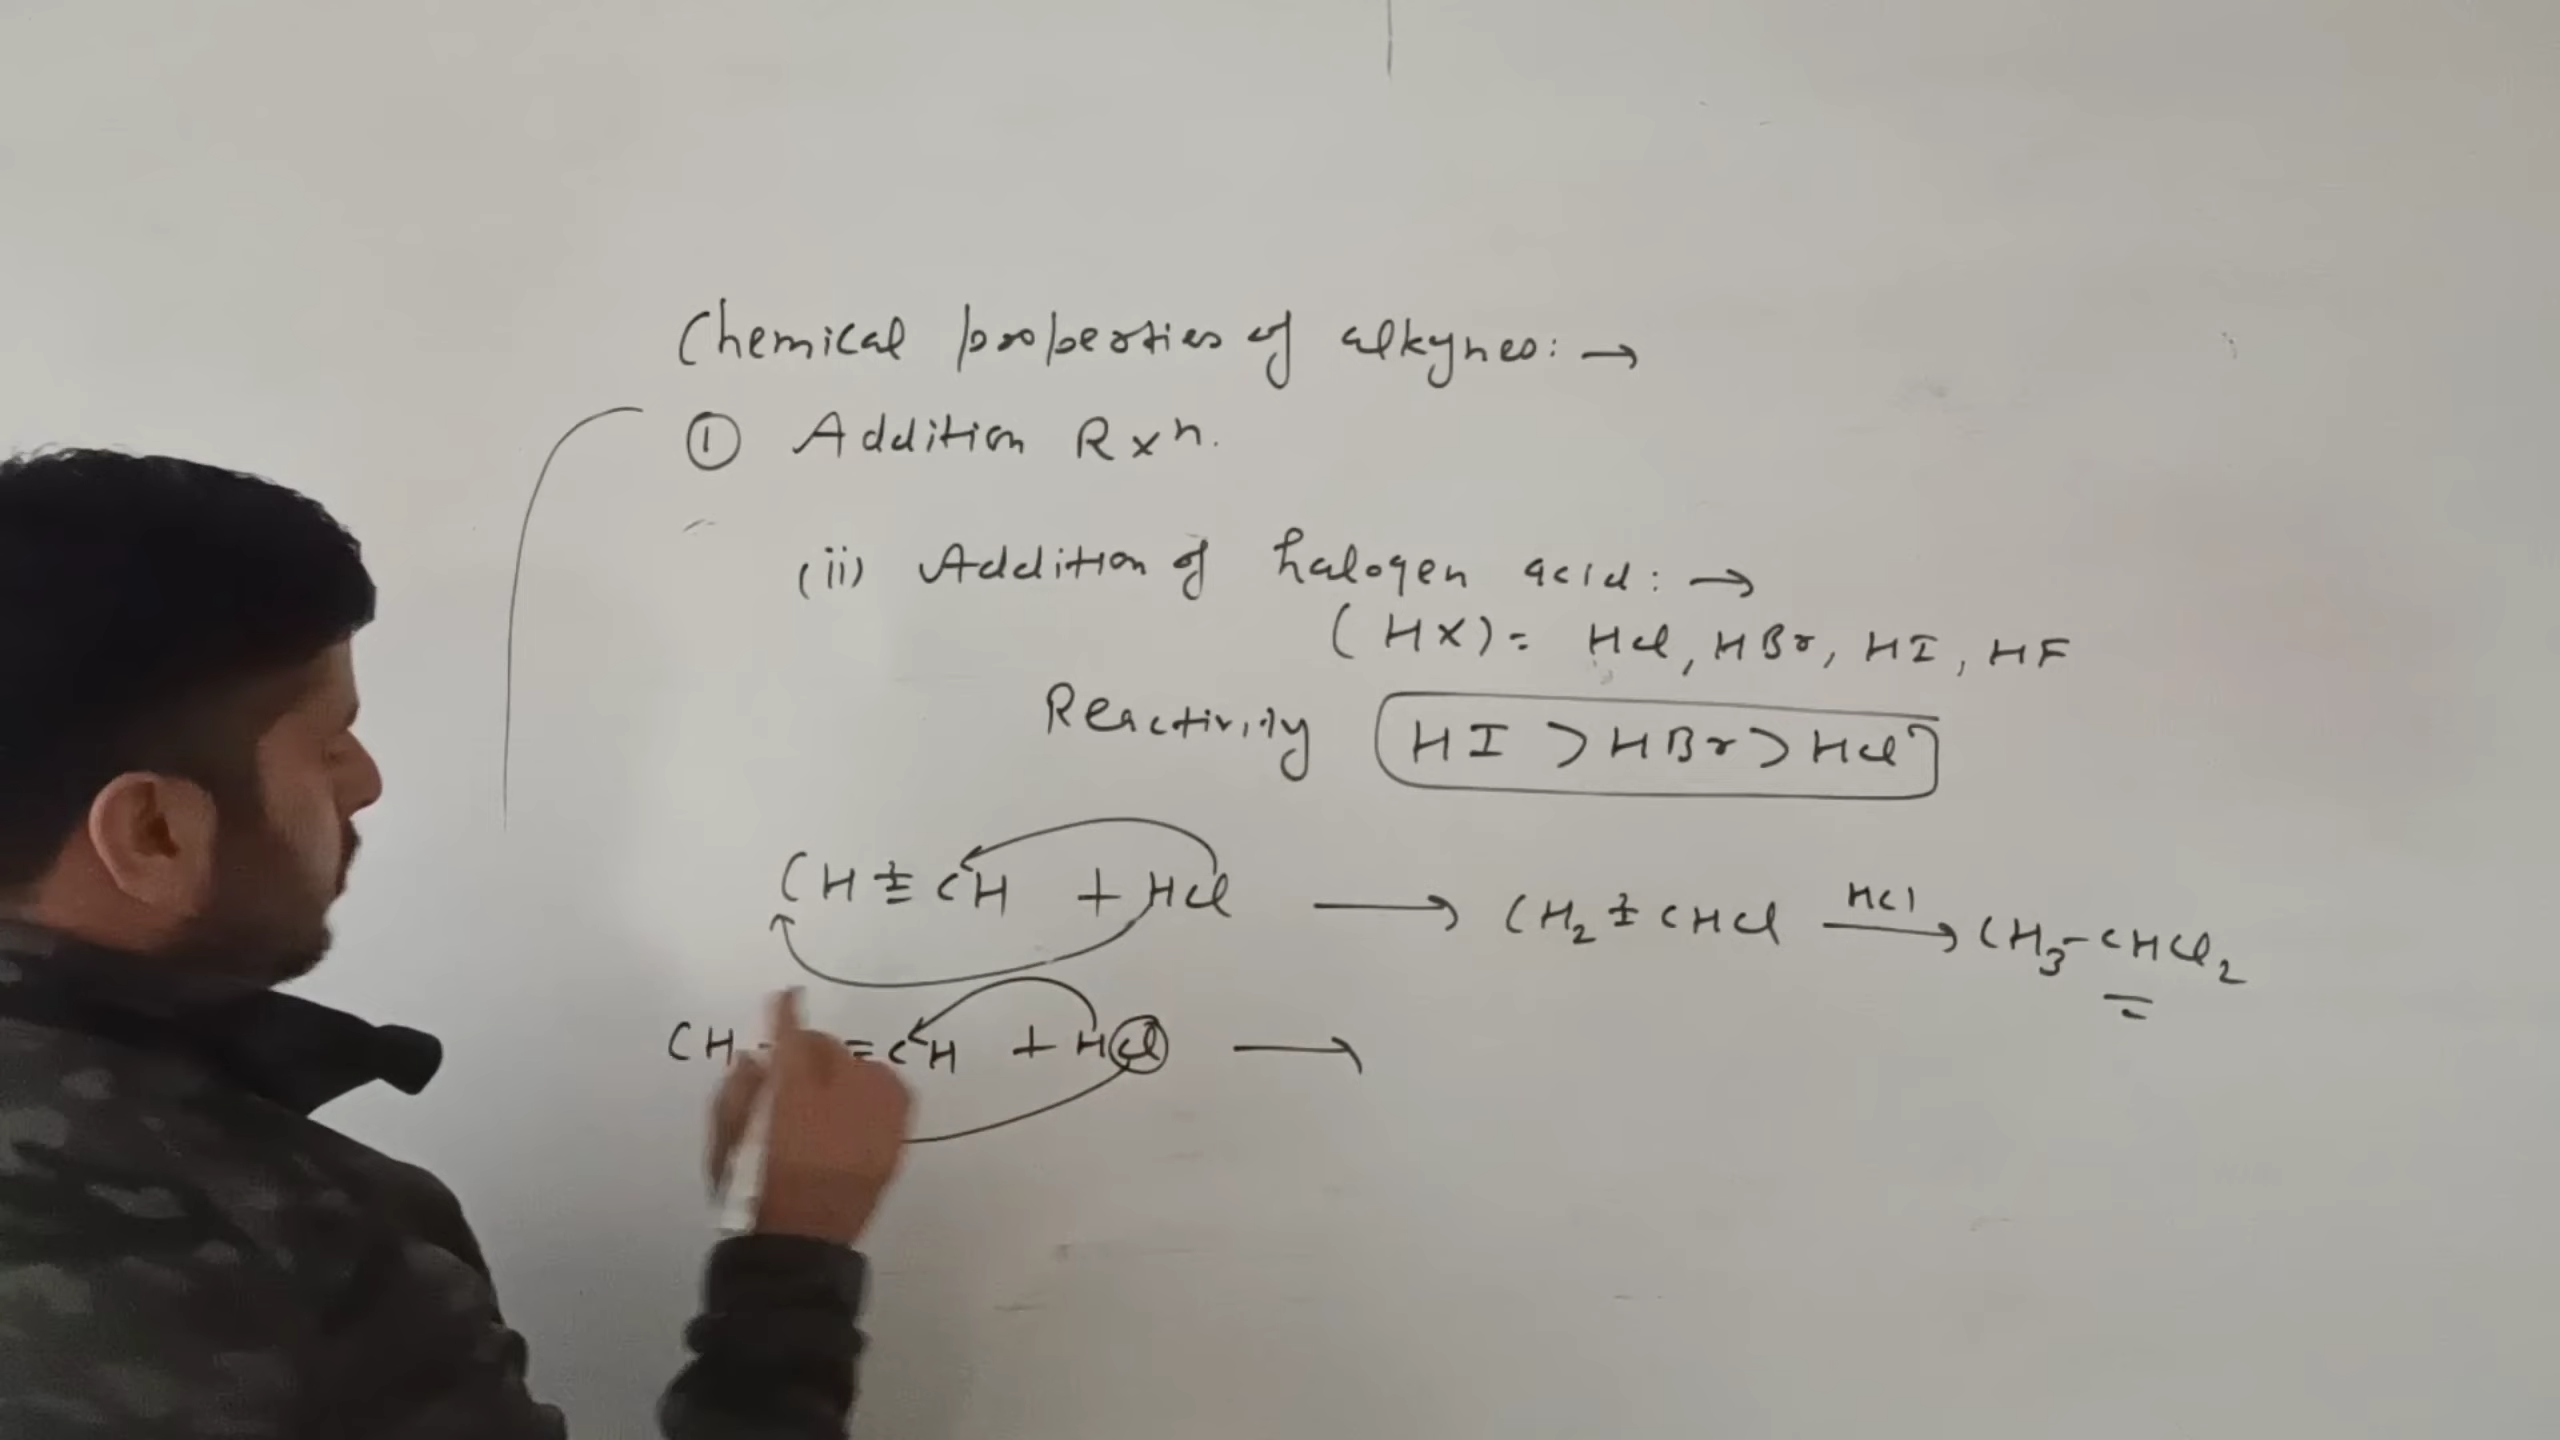 Chemical properties of alkynes: →
① Addition Rxn.
(ii) Addition of halogen acid: →
(HX) = HCl, HBr, HI, HF
Reactivity HI > HBr > HCl
CH ≡ CH + HCl ⟶ CH₂ = CHCl HCl ⟶ CH₃-CHCl₂
CH ≡ CH + HCl ⟶